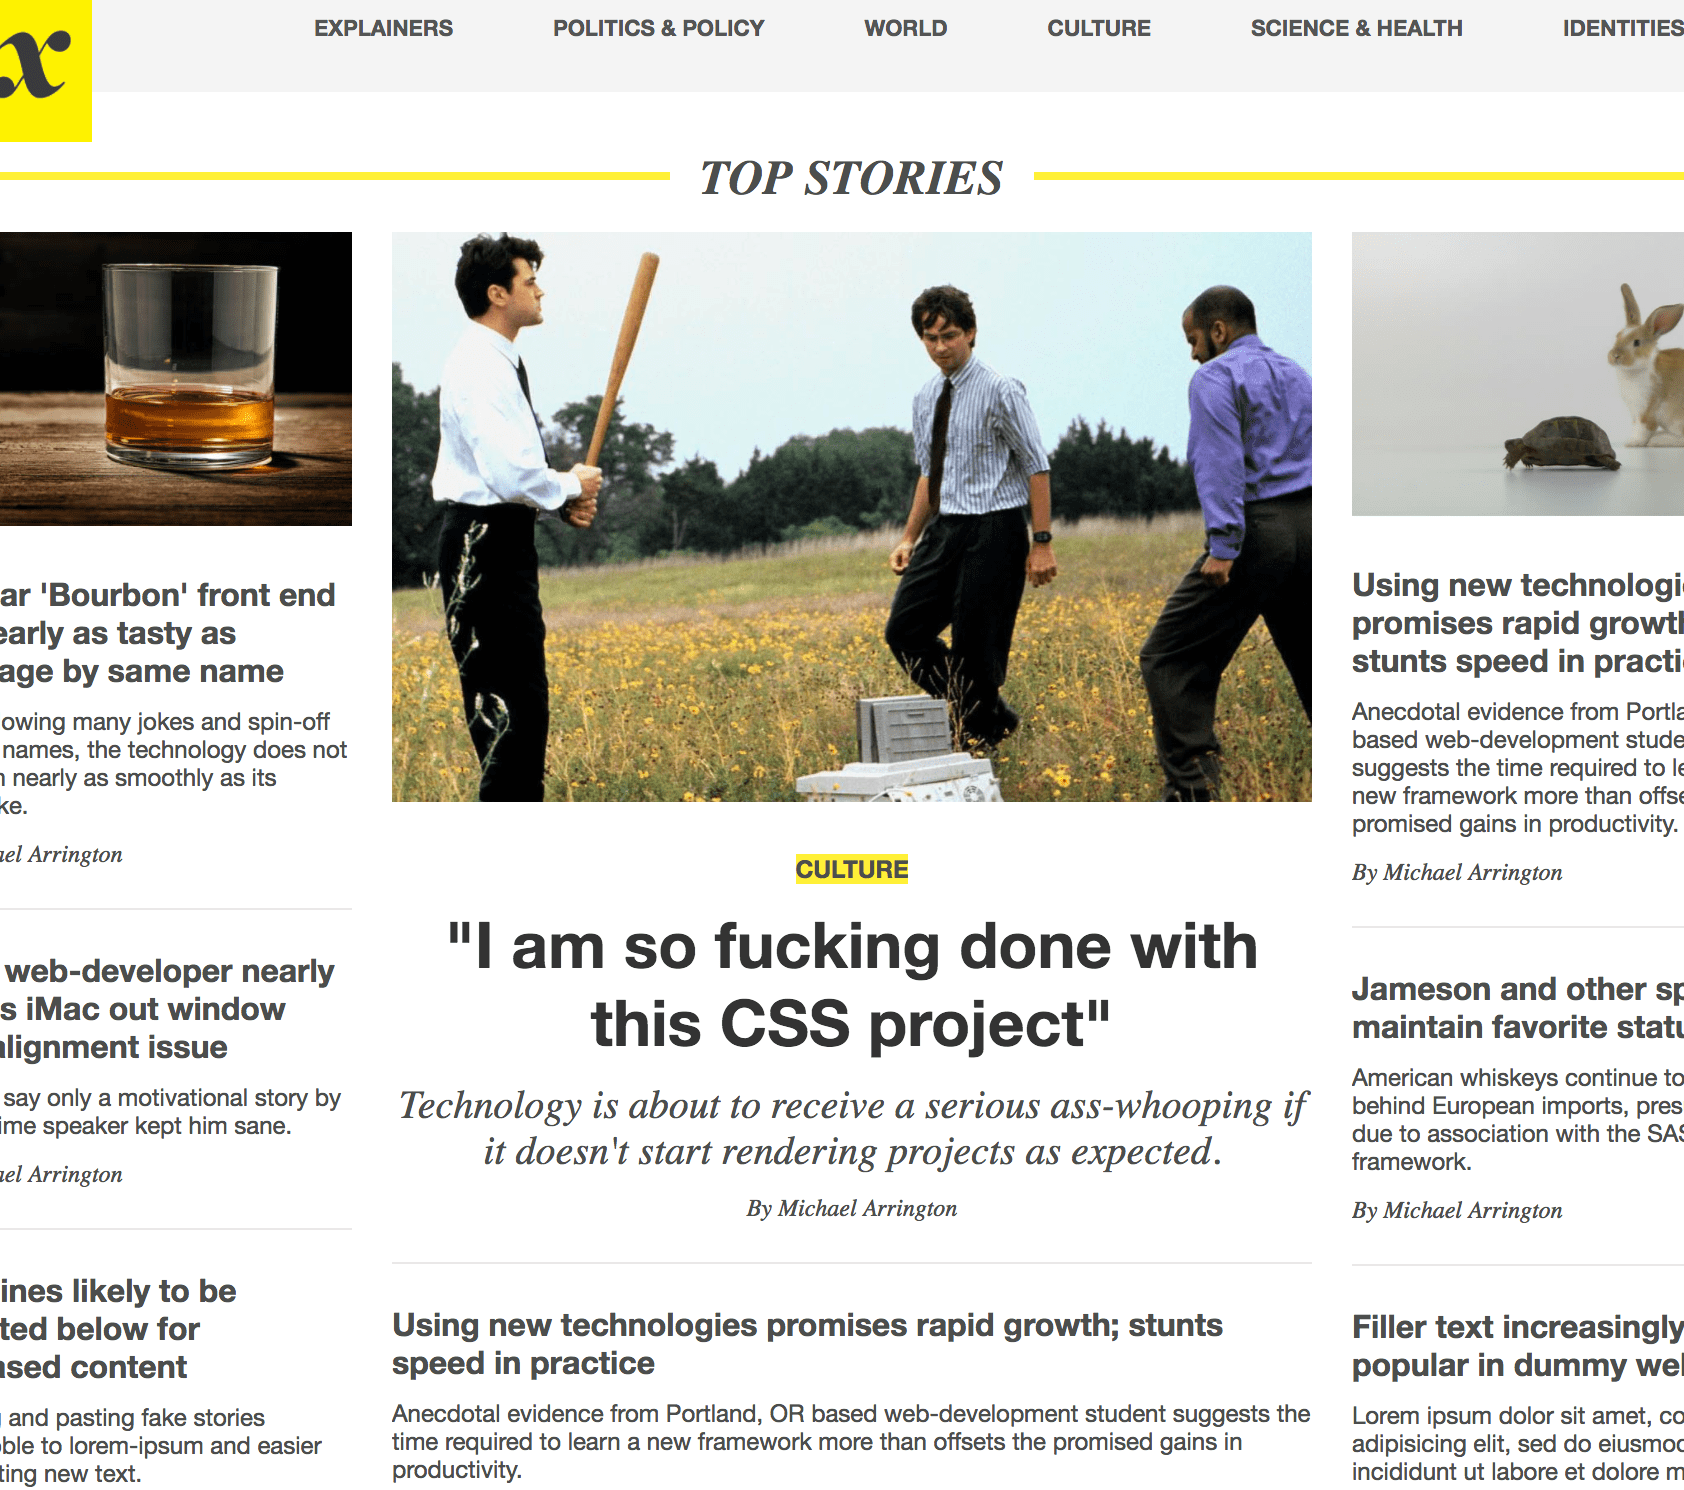 x
EXPLAINERS
POLITICS & POLICY
WORLD
CULTURE
SCIENCE & HEALTH
IDENTITIES
TOP STORIES
ar 'Bourbon' front end
early as tasty as
age by same name
owing many jokes and spin-off
names, the technology does not
nearly as smoothly as its
ke.
ael Arrington
web-developer nearly
s iMac out window
alignment issue
say only a motivational story by
ime speaker kept him sane.
ael Arrington
ines likely to be
ted below for
ased content
and pasting fake stories
ble to lorem-ipsum and easier
ting new text.
CULTURE
"I am so fucking done with
this CSS project"
Technology is about to receive a serious ass-whooping if
it doesn't start rendering projects as expected.
By Michael Arrington
Using new technologies promises rapid growth; stunts
speed in practice
Anecdotal evidence from Portland, OR based web-development student suggests the
time required to learn a new framework more than offsets the promised gains in
productivity.
Using new technologi
promises rapid growth
stunts speed in practi
Anecdotal evidence from Portla
based web-development stude
suggests the time required to le
new framework more than offse
promised gains in productivity.
By Michael Arrington
Jameson and other sp
maintain favorite statu
American whiskeys continue to
behind European imports, pres
due to association with the SAS
framework.
By Michael Arrington
Filler text increasingly
popular in dummy wel
Lorem ipsum dolor sit amet, co
adipisicing elit, sed do eiusmod
incididunt ut labore et dolore m